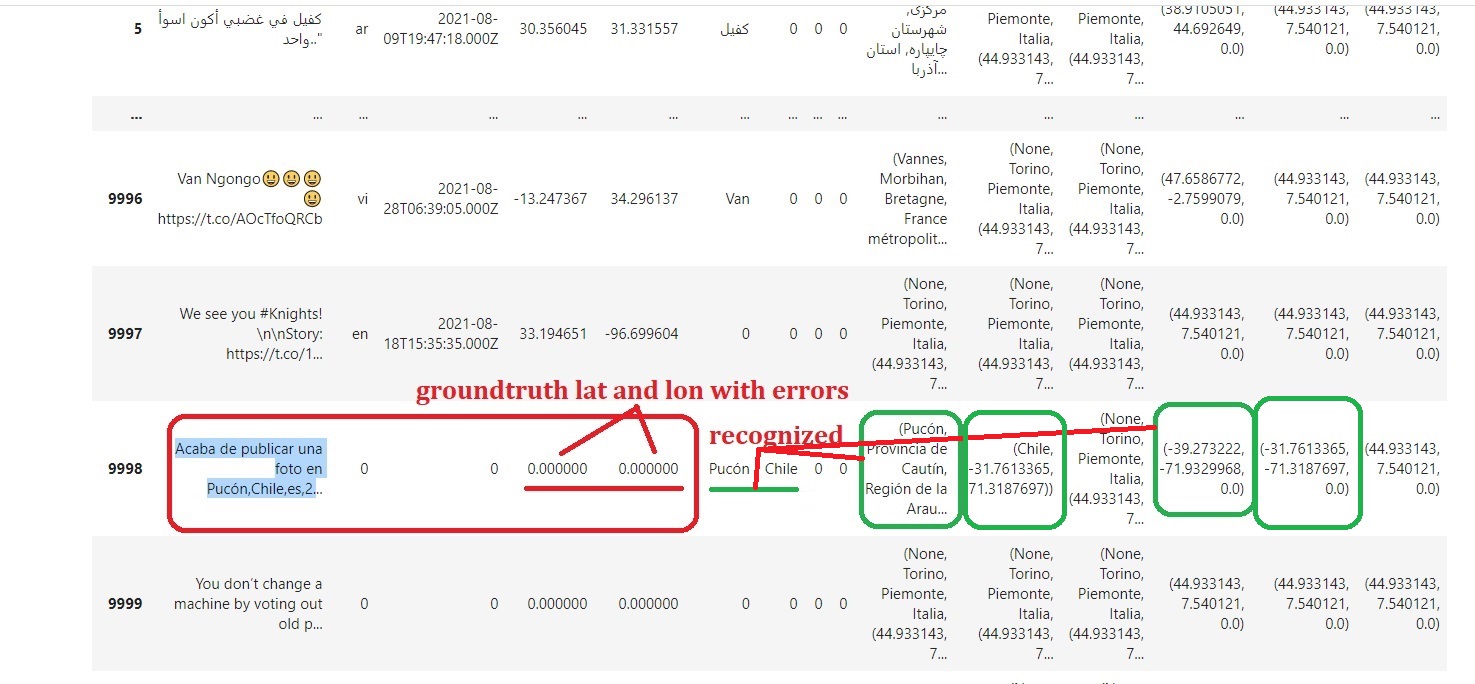 5
كفيل في غضبي أكون اسوأ
واحد.."
ar
2021-08-
09T19:47:18.000Z
30.356045
31.331557
كفيل
0 0 0
مرکزی,
شهرستان
چایپاره, استان
آذربا...
Piemonte,
Italia,
(44.933143,
7...
Piemonte,
Italia,
(44.933143,
7...
(38.9105051,
44.692649,
0.0)
(44.933143,
7.540121,
0.0)
(44.933143,
7.540121,
0.0)
... ... ... ... ... ... ... ... ... ... ... ... ... ... ... ...
9996
Van Ngongo😀😀😀
😀
https://t.co/AOcTfoQRCb
vi
2021-08-
28T06:39:05.000Z
-13.247367
34.296137
Van
0 0 0
(Vannes,
Morbihan,
Bretagne,
France
métropolit...
(None,
Torino,
Piemonte,
Italia,
(44.933143,
7...
(None,
Torino,
Piemonte,
Italia,
(44.933143,
7...
(47.6586772,
-2.7599079,
0.0)
(44.933143,
7.540121,
0.0)
(44.933143,
7.540121,
0.0)
9997
We see you #Knights!
\n\nStory:
https://t.co/1...
en
2021-08-
18T15:35:35.000Z
33.194651
-96.699604
0 0 0 0
(None,
Torino,
Piemonte,
Italia,
(44.933143,
7...
(None,
Torino,
Piemonte,
Italia,
(44.933143,
7...
(None,
Torino,
Piemonte,
Italia,
(44.933143,
7...
(44.933143,
7.540121,
0.0)
(44.933143,
7.540121,
0.0)
(44.933143,
7.540121,
0.0)
groundtruth lat and lon with errors
recognized
9998
Acaba de publicar una
foto en
Pucón,Chile,es,2...
0
0
0.000000
0.000000
Pucón
Chile
0 0
(Pucón,
Provincia de
Cautín,
Región de la
Arau...
(Chile,
-31.7613365,
71.3187697))
(None,
Torino,
Piemonte,
Italia,
(44.933143,
7...
(-39.273222,
-71.9329968,
0.0)
(-31.7613365,
-71.3187697,
0.0)
(44.933143,
7.540121,
0.0)
9999
You don´t change a
machine by voting out
old p...
0
0
0.000000
0.000000
0 0 0 0
(None,
Torino,
Piemonte,
Italia,
(44.933143,
7...
(None,
Torino,
Piemonte,
Italia,
(44.933143,
7...
(None,
Torino,
Piemonte,
Italia,
(44.933143,
7...
(44.933143,
7.540121,
0.0)
(44.933143,
7.540121,
0.0)
(44.933143,
7.540121,
0.0)